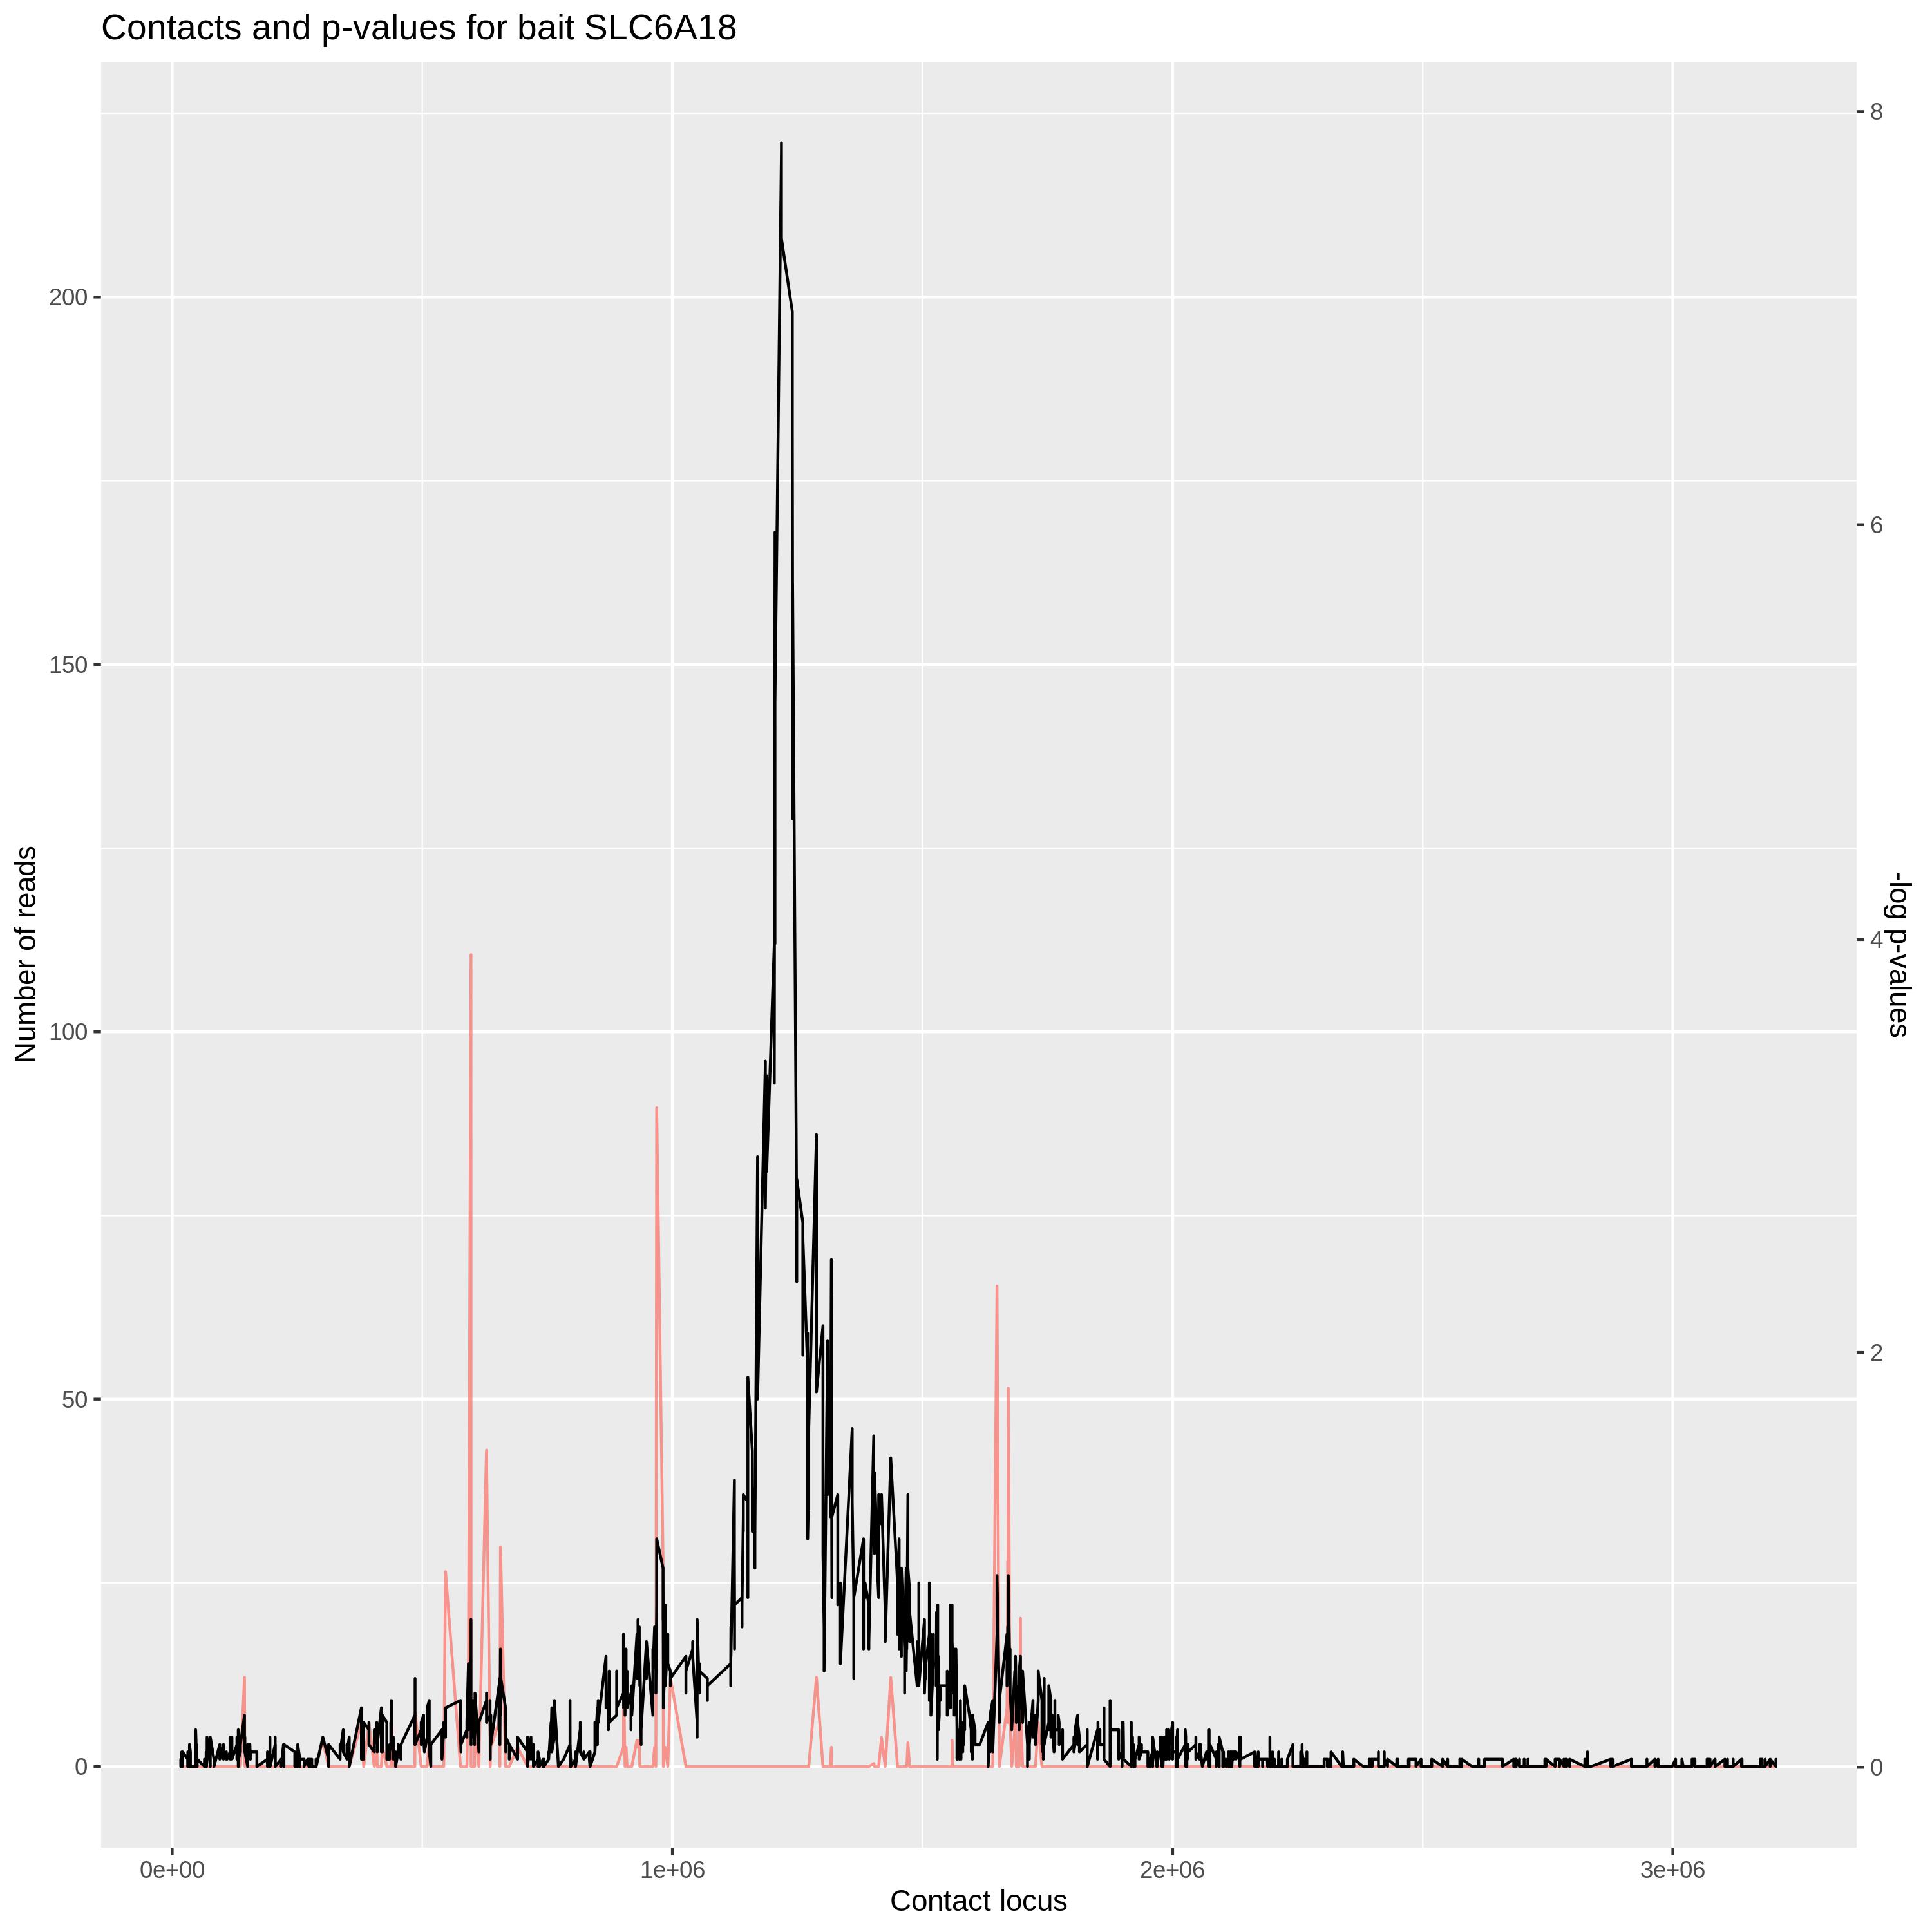 Contacts and p-values for bait SLC6A18
Number of reads
200
150
100
50
0
8
6
4
2
0
-log p-values
0e+00
1e+06
2e+06
3e+06
Contact locus